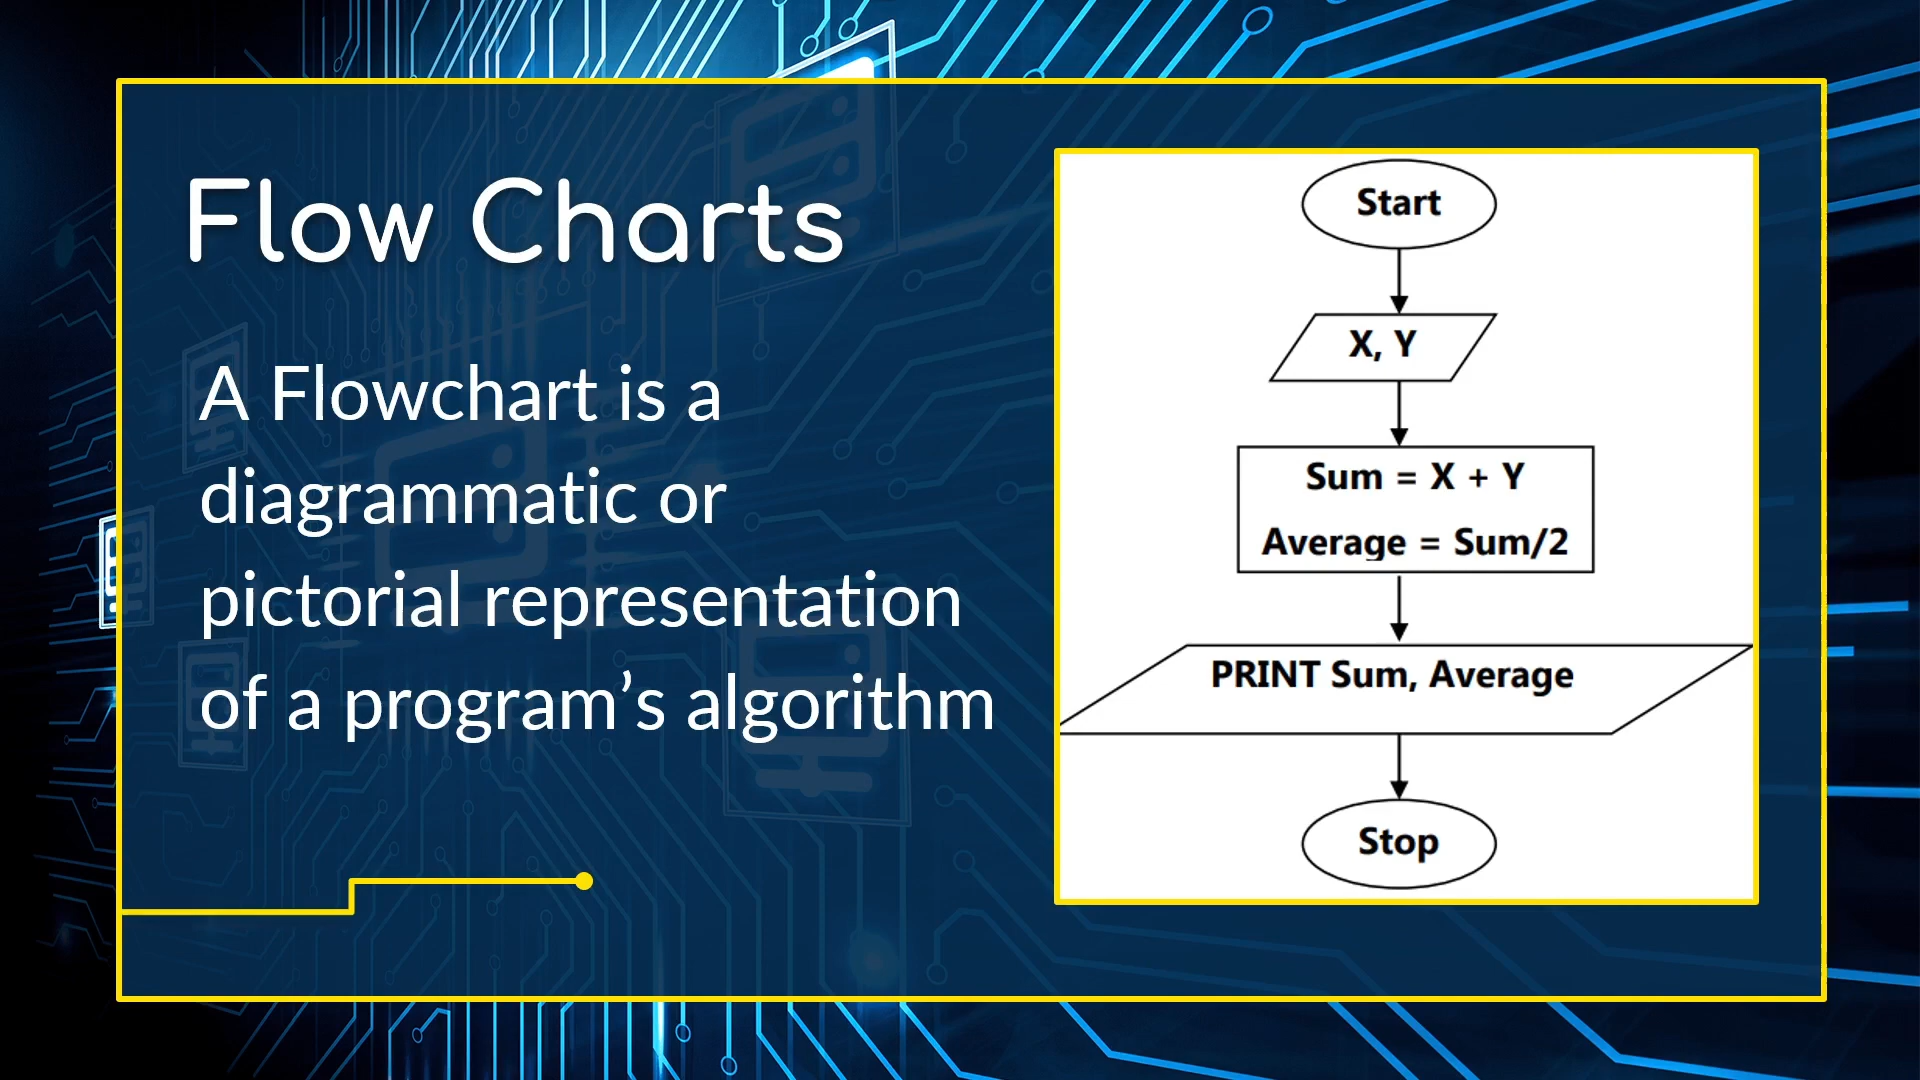 Flow Charts
A Flowchart is a
diagrammatic or
pictorial representation
of a program’s algorithm
Start
X, Y
Sum = X + Y
Average = Sum/2
PRINT Sum, Average
Stop